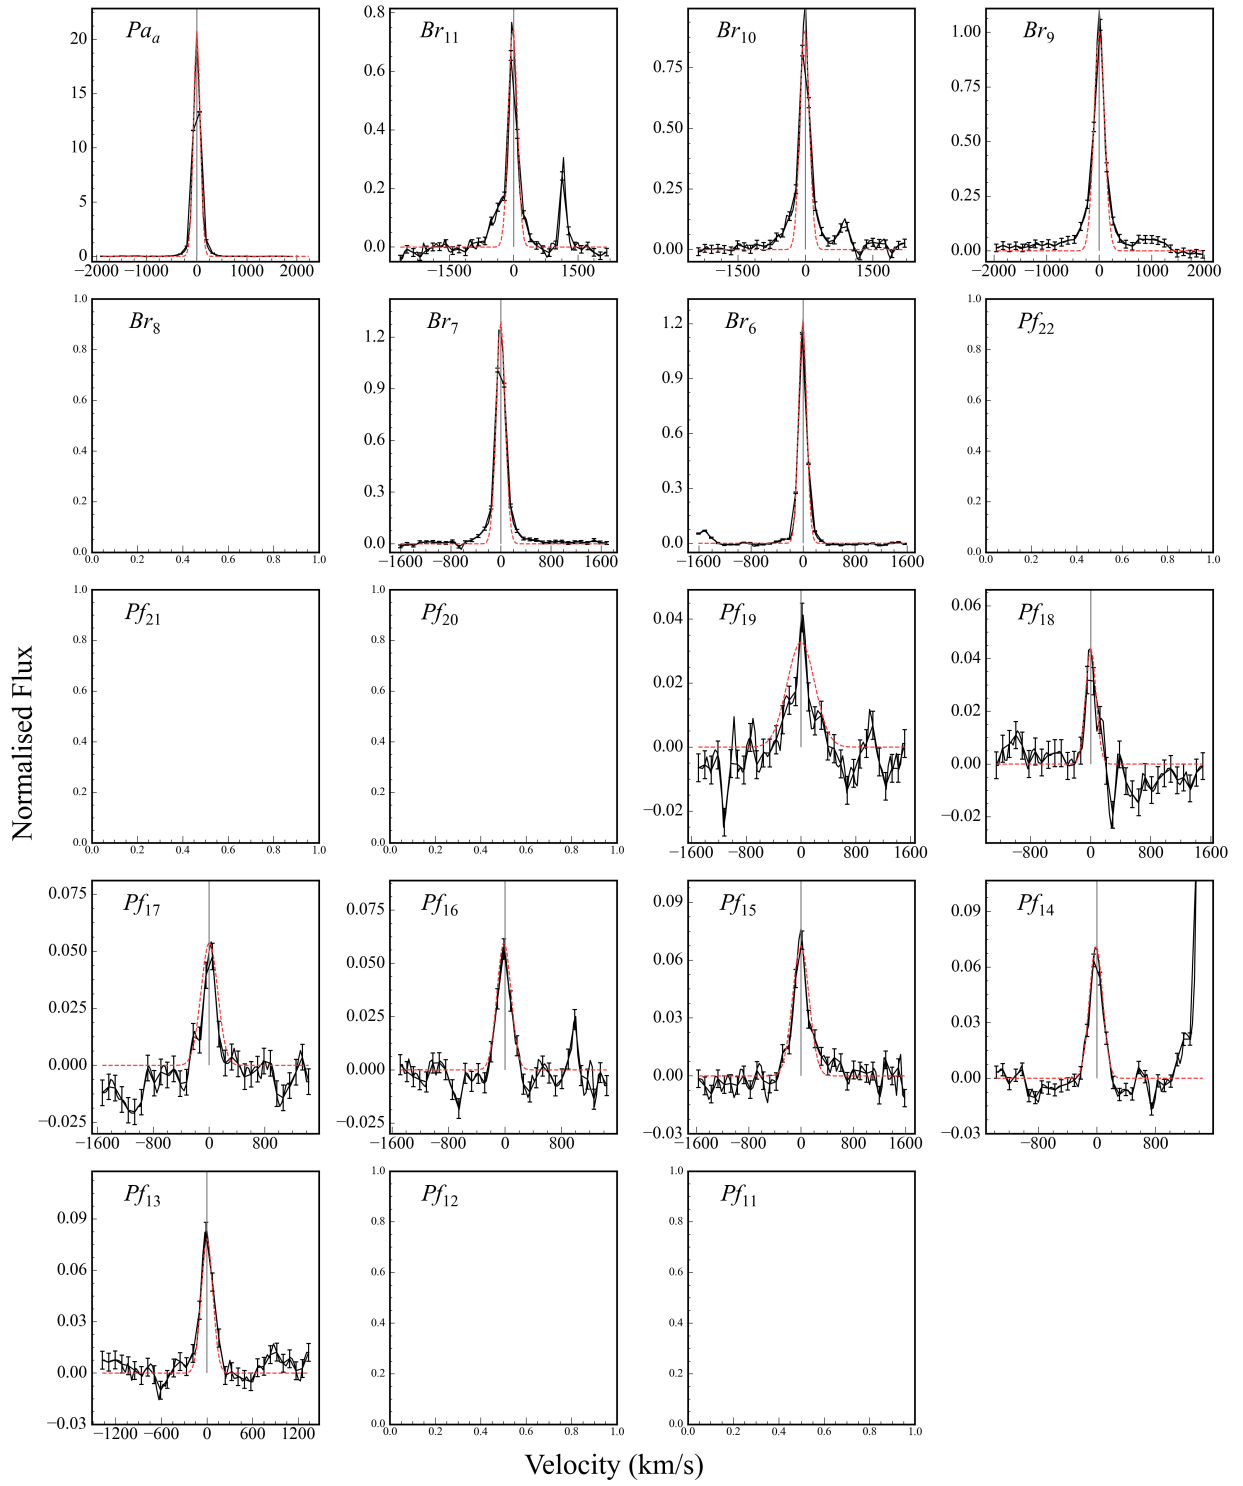 Normalised Flux
Pa_a
20
15
10
5
0
−2000 −1000 0 1000 2000
Br_11
0.8
0.6
0.4
0.2
0.0
−1500 0 1500
Br_10
0.75
0.50
0.25
0.00
−1500 0 1500
Br_9
1.00
0.75
0.50
0.25
0.00
−2000 −1000 0 1000 2000
Br_8
1.0
0.8
0.6
0.4
0.2
0.0
0.0 0.2 0.4 0.6 0.8 1.0
Br_7
1.2
0.9
0.6
0.3
0.0
−1600 −800 0 800 1600
Br_6
1.2
0.9
0.6
0.3
0.0
−1600 −800 0 800 1600
Pf_22
1.0
0.8
0.6
0.4
0.2
0.0
0.0 0.2 0.4 0.6 0.8 1.0
Pf_21
1.0
0.8
0.6
0.4
0.2
0.0
0.0 0.2 0.4 0.6 0.8 1.0
Pf_20
1.0
0.8
0.6
0.4
0.2
0.0
0.0 0.2 0.4 0.6 0.8 1.0
Pf_19
0.04
0.02
0.00
−0.02
−1600 −800 0 800 1600
Pf_18
0.06
0.04
0.02
0.00
−0.02
−800 0 800 1600
Pf_17
0.075
0.050
0.025
0.000
−0.025
−1600 −800 0 800
Pf_16
0.075
0.050
0.025
0.000
−0.025
−1600 −800 0 800
Pf_15
0.09
0.06
0.03
0.00
−0.03
−1600 −800 0 800 1600
Pf_14
0.09
0.06
0.03
0.00
−0.03
−800 0 800
Pf_13
0.09
0.06
0.03
0.00
−0.03
−1200 −600 0 600 1200
Pf_12
1.0
0.8
0.6
0.4
0.2
0.0
0.0 0.2 0.4 0.6 0.8 1.0
Pf_11
1.0
0.8
0.6
0.4
0.2
0.0
0.0 0.2 0.4 0.6 0.8 1.0
Velocity (km/s)